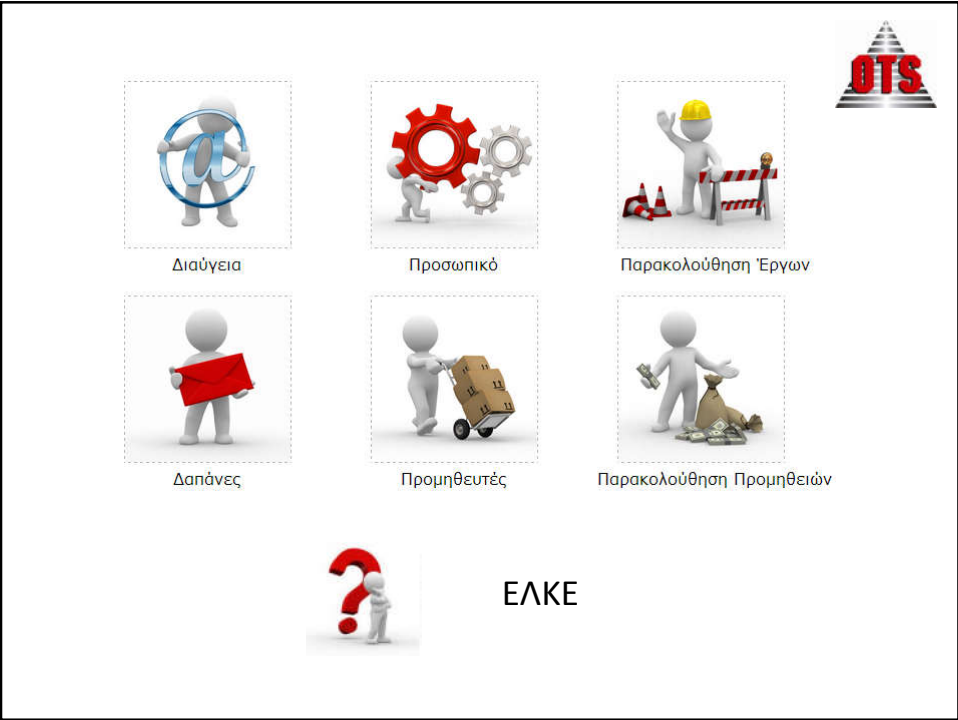 OTS
Διαύγεια
Προσωπικό
Παρακολούθηση Έργων
Δαπάνες
Προμηθευτές
Παρακολούθηση Προμηθειών
ΕΛΚΕ